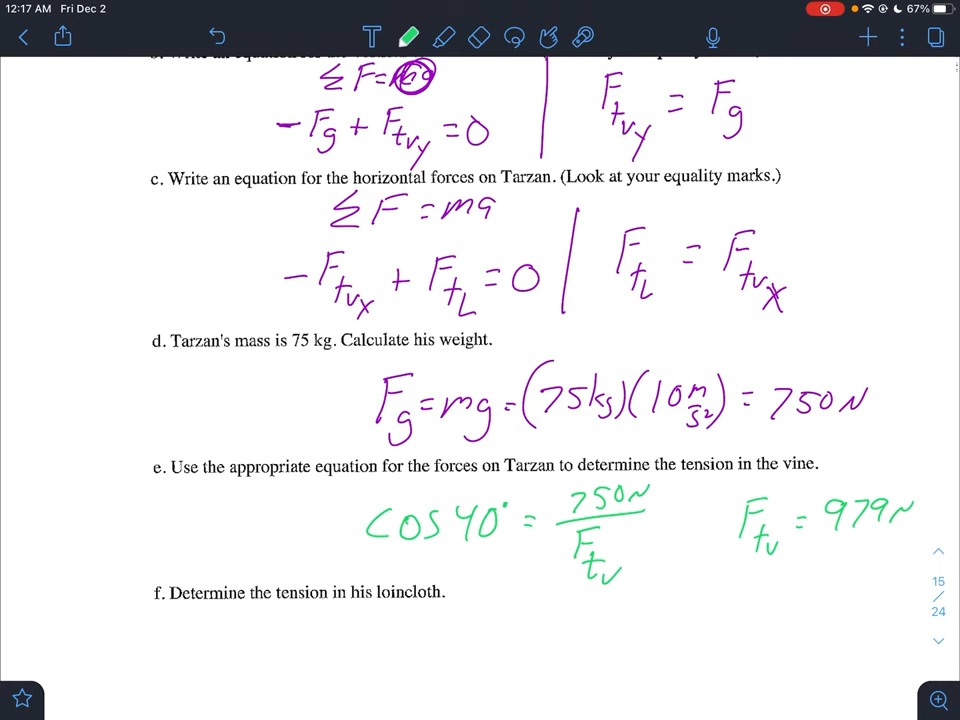 12:17 AM Fri Dec 2
67%
T
Σ F = ma
- Fg + Ftvy = 0
Ftvy = Fg
c. Write an equation for the horizontal forces on Tarzan. (Look at your equality marks.)
Σ F = ma
- Ftvx + FtL = 0
FtL = Ftvx
d. Tarzan's mass is 75 kg. Calculate his weight.
Fg = mg = (75kg)(10 m/s²) = 750N
e. Use the appropriate equation for the forces on Tarzan to determine the tension in the vine.
cos 40° = 750N / Ftv
Ftv = 979N
f. Determine the tension in his loincloth.
15
/
24